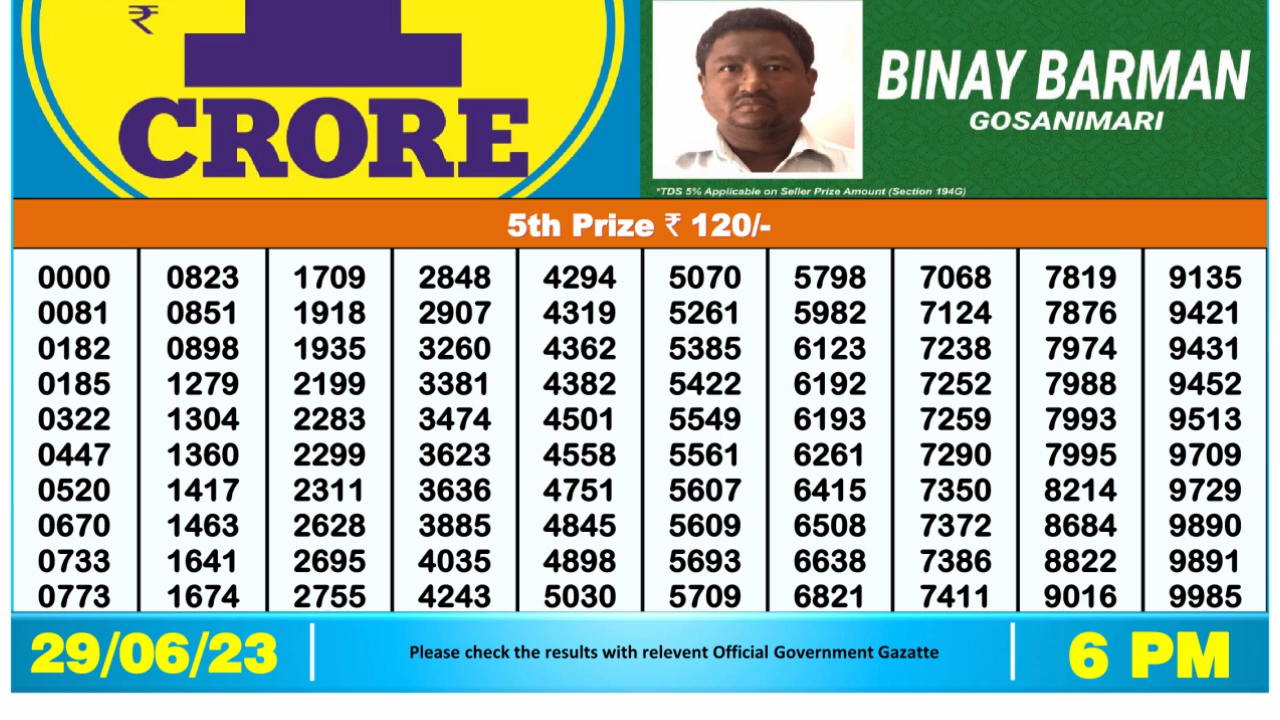 ₹
1
CRORE
BINAY BARMAN
GOSANIMARI
*TDS 5% Applicable on Seller Prize Amount (Section 194G)
5th Prize ₹ 120/-
0000 0823 1709 2848 4294 5070 5798 7068 7819 9135
0081 0851 1918 2907 4319 5261 5982 7124 7876 9421
0182 0898 1935 3260 4362 5385 6123 7238 7974 9431
0185 1279 2199 3381 4382 5422 6192 7252 7988 9452
0322 1304 2283 3474 4501 5549 6193 7259 7993 9513
0447 1360 2299 3623 4558 5561 6261 7290 7995 9709
0520 1417 2311 3636 4751 5607 6415 7350 8214 9729
0670 1463 2628 3885 4845 5609 6508 7372 8684 9890
0733 1641 2695 4035 4898 5693 6638 7386 8822 9891
0773 1674 2755 4243 5030 5709 6821 7411 9016 9985
29/06/23
Please check the results with relevent Official Government Gazatte
6 PM